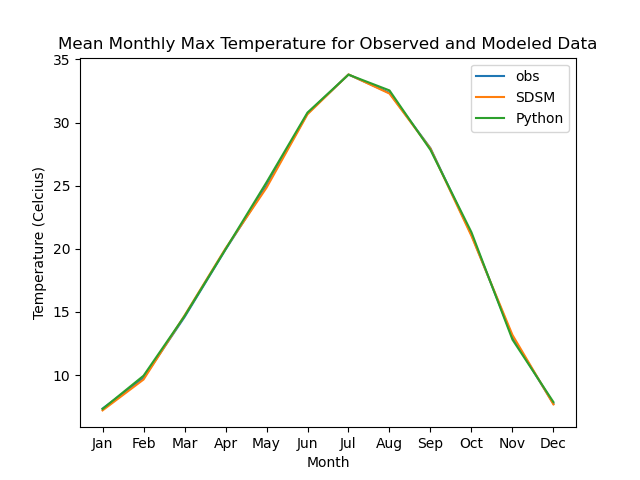 Mean Monthly Max Temperature for Observed and Modeled Data
35
30
25
20
15
10
Temperature (Celcius)
obs
SDSM
Python
Jan Feb Mar Apr May Jun Jul Aug Sep Oct Nov Dec
Month